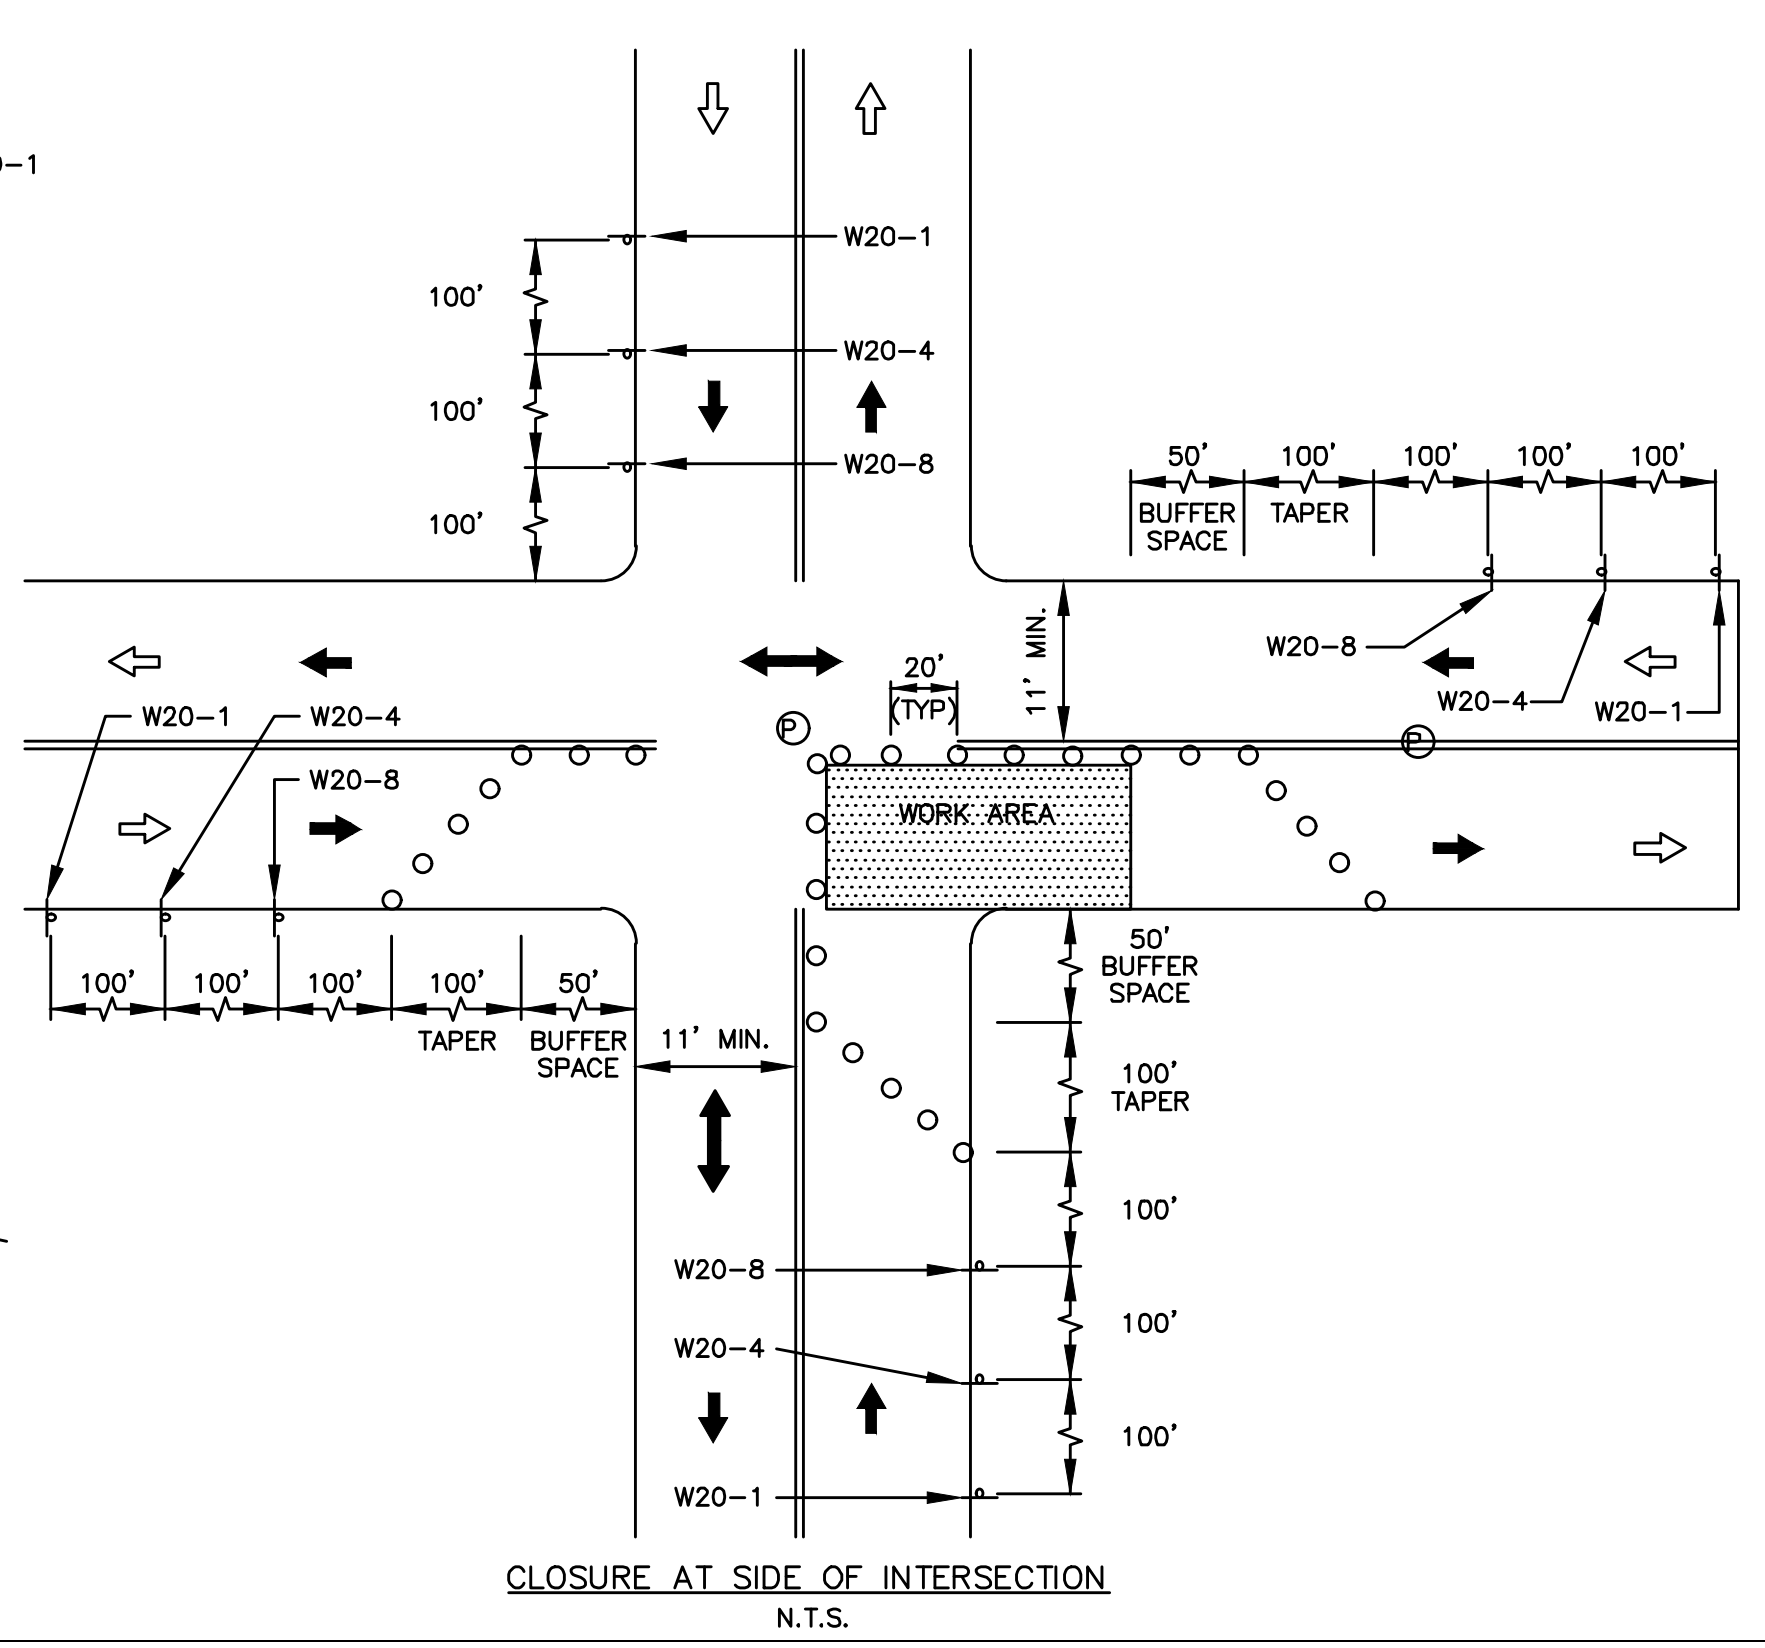 0-1
W20-1
100'
W20-4
100'
W20-8
100'
50' 100' 100' 100' 100'
BUFFER SPACE TAPER
11' MIN.
W20-8
W20-4
W20-1
20'
(TYP)
P
P
W20-1 W20-4
W20-8
WORK AREA
100' 100' 100' 100' 50'
TAPER BUFFER SPACE
11' MIN.
50'
BUFFER
SPACE
100'
TAPER
100'
W20-8
100'
W20-4
100'
W20-1
CLOSURE AT SIDE OF INTERSECTION
N.T.S.